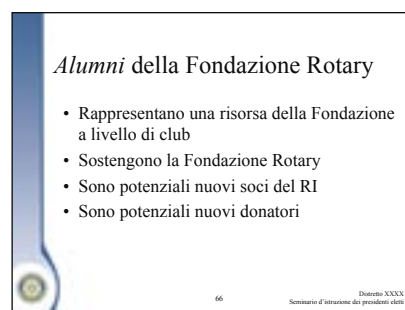 Alumni della Fondazione Rotary
• Rappresentano una risorsa della Fondazione
a livello di club
• Sostengono la Fondazione Rotary
• Sono potenziali nuovi soci del RI
• Sono potenziali nuovi donatori
66
Distretto XXXX
Seminario d'istruzione dei presidenti eletti